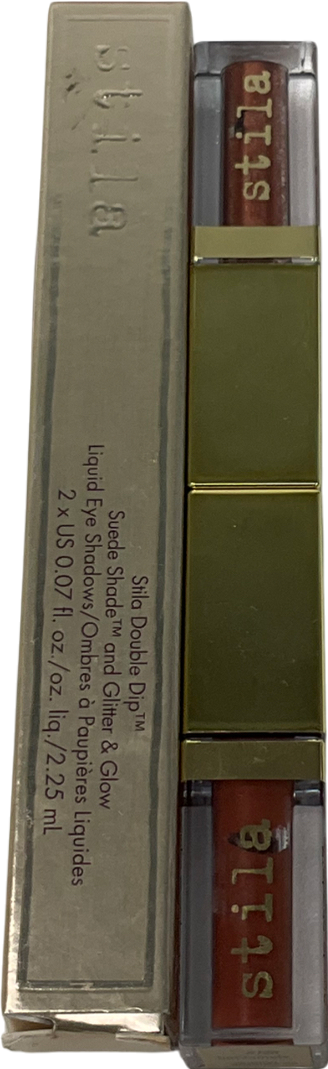 stila
Stila Double Dip™
Suede Shade™ and Glitter & Glow
Liquid Eye Shadows/Ombres à Paupières Liquides
2 x US 0.07 fl. oz./oz. liq./2.25 mL
stila
stila